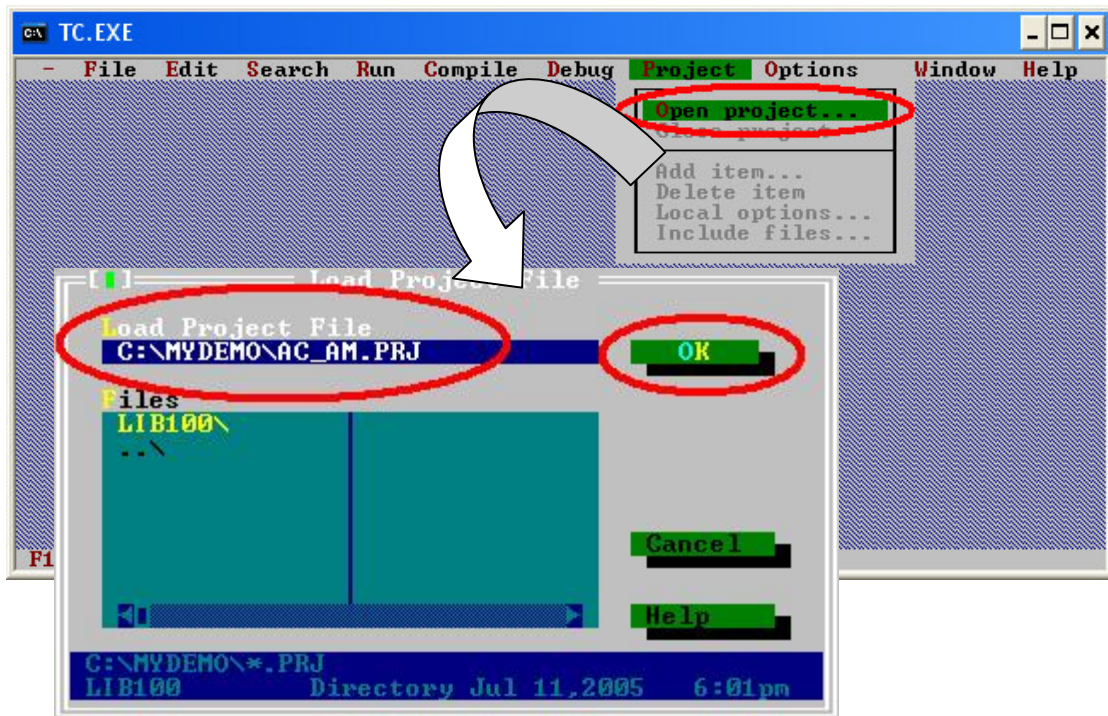 TC.EXE
- File Edit Search Run Compile Debug Project Options Window Help
Open project...
Close project
Add item...
Delete item
Local options...
Include files...
Load Project File
Load Project File
C:\MYDEMO\AC_AM.PRJ
OK
Files
LIB100\
..\
Cancel
F1
Help
C:\MYDEMO\*.PRJ
LIB100 Directory Jul 11,2005 6:01pm